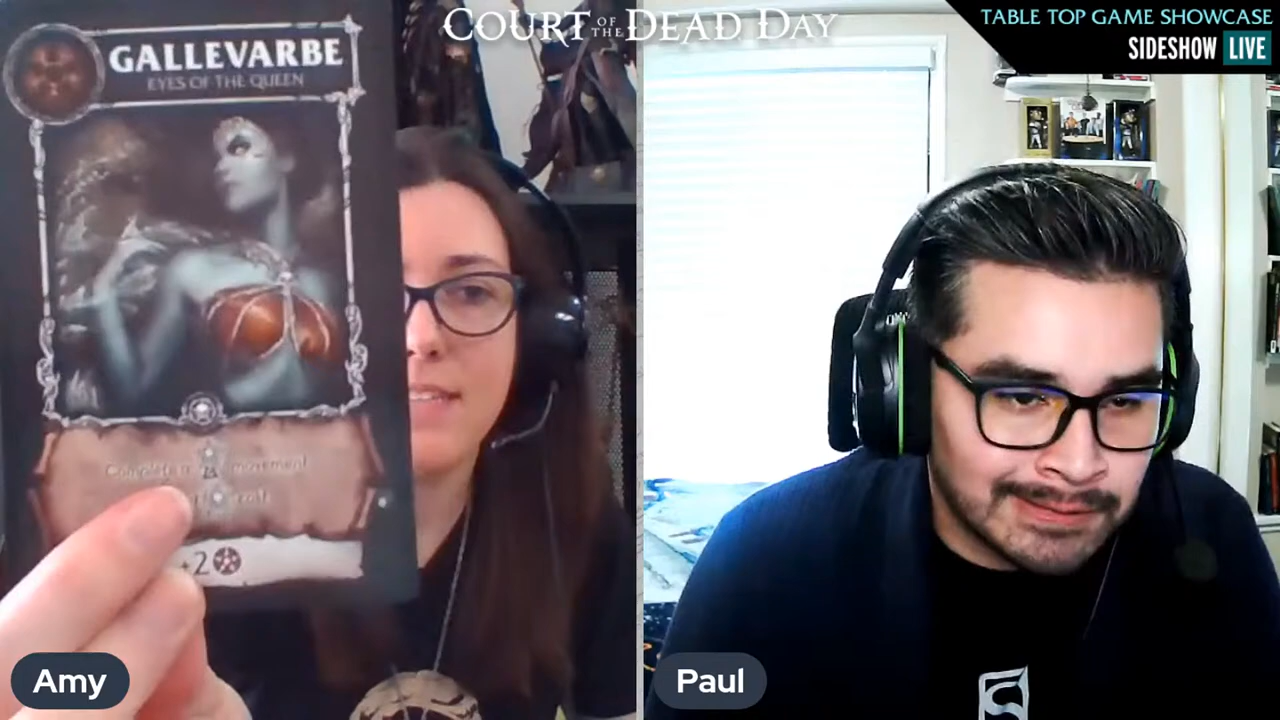 GALLEVARBE
EYES OF THE QUEEN
Complete a movement
+2
COURT OF THE DEAD DAY
TABLE TOP GAME SHOWCASE
SIDESHOW LIVE
Amy
Paul